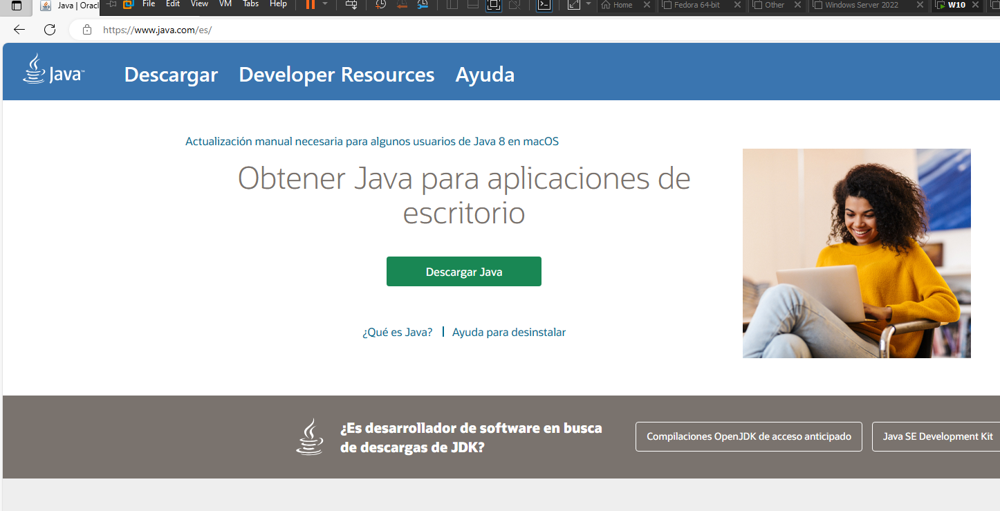 Java | Oracl
File Edit View VM Tabs Help
Home
Fedora 64-bit
Other
Windows Server 2022
W10
https://www.java.com/es/
Java™
Descargar Developer Resources Ayuda
Actualización manual necesaria para algunos usuarios de Java 8 en macOS
Obtener Java para aplicaciones de
escritorio
Descargar Java
¿Qué es Java? | Ayuda para desinstalar
¿Es desarrollador de software en busca
de descargas de JDK?
Compilaciones OpenJDK de acceso anticipado
Java SE Development Kit